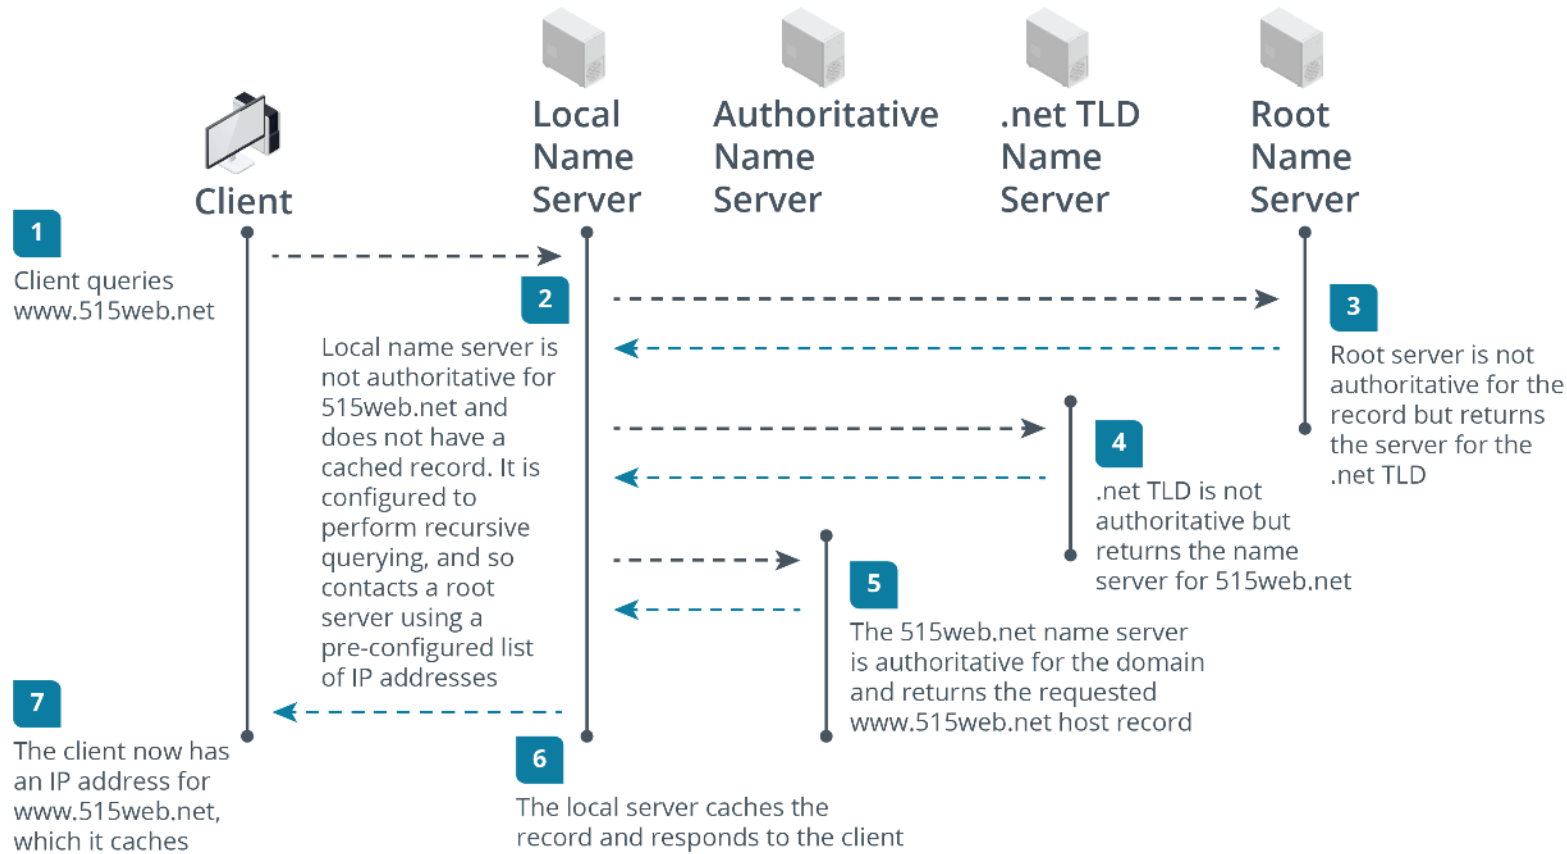 Client
Local
Name
Server
Authoritative
Name
Server
.net TLD
Name
Server
Root
Name
Server
1
Client queries
www.515web.net
2
Local name server is
not authoritative for
515web.net and
does not have a
cached record. It is
configured to
perform recursive
querying, and so
contacts a root
server using a
pre-configured list
of IP addresses
3
Root server is not
authoritative for the
record but returns
the server for the
.net TLD
4
.net TLD is not
authoritative but
returns the name
server for 515web.net
5
The 515web.net name server
is authoritative for the domain
and returns the requested
www.515web.net host record
6
The local server caches the
record and responds to the client
7
The client now has
an IP address for
www.515web.net,
which it caches